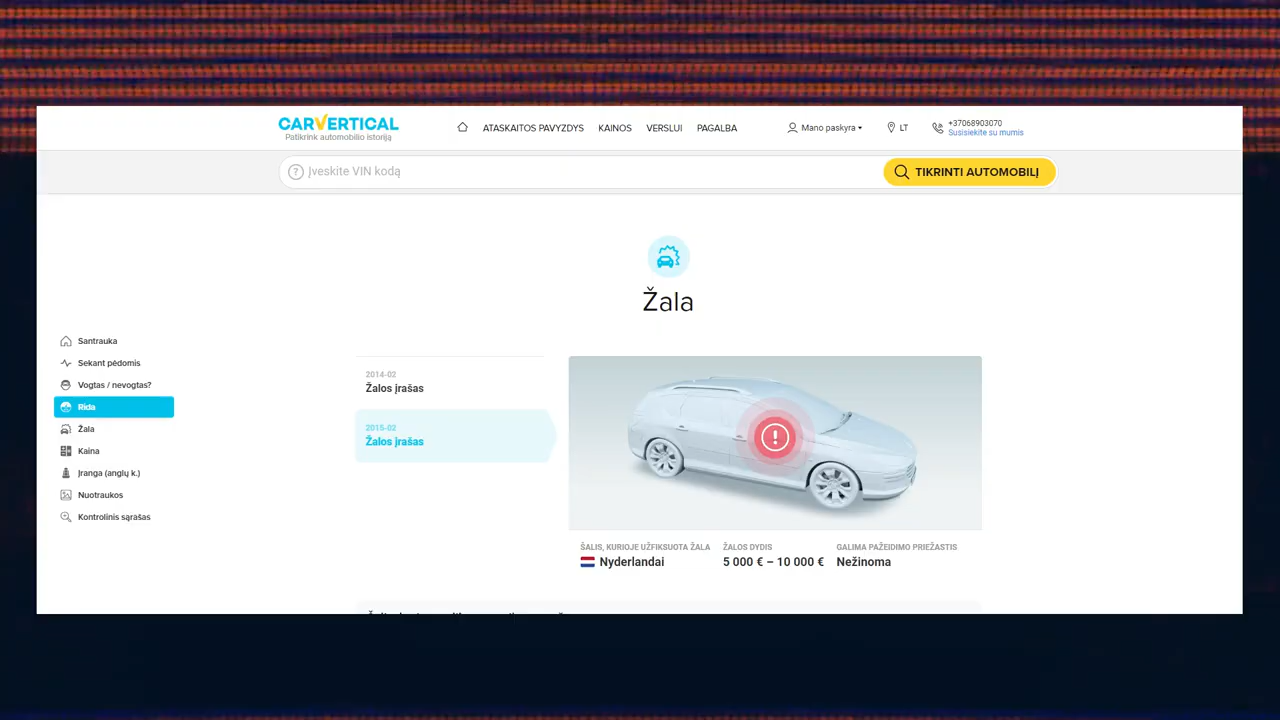 CARVERTICAL
Patikrink automobilio istoriją
ATASKAITOS PAVYZDYS
KAINOS
VERSLUI
PAGALBA
Mano paskyra
LT
+37068903070
Susisiekite su mumis
Įveskite VIN kodą
TIKRINTI AUTOMOBILĮ
Žala
Santrauka
Sekant pėdomis
Vogtas / nevogtas?
Rida
Žala
Kaina
Įranga (anglų k.)
Nuotraukos
Kontrolinis sąrašas
2014-02
Žalos įrašas
2015-02
Žalos įrašas
ŠALIS, KURIOJE UŽFIKSUOTA ŽALA
Nyderlandai
ŽALOS DYDIS
5 000 € – 10 000 €
GALIMA PAŽEIDIMO PRIEŽASTIS
Nežinoma